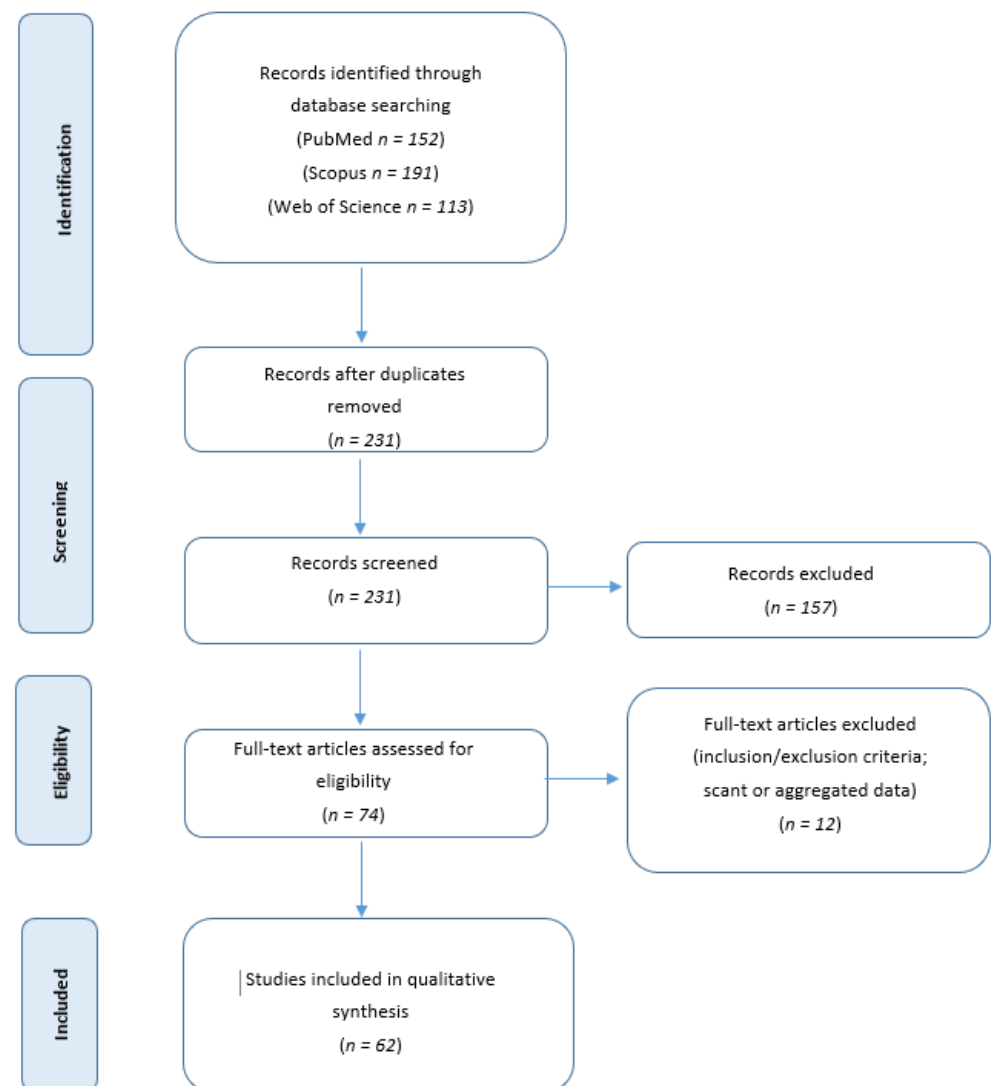 Identification
Records identified through
database searching
(PubMed n = 152)
(Scopus n = 191)
(Web of Science n = 113)
Records after duplicates
removed
(n = 231)
Screening
Records screened
(n = 231)
Records excluded
(n = 157)
Eligibility
Full-text articles assessed for
eligibility
(n = 74)
Full-text articles excluded
(inclusion/exclusion criteria;
scant or aggregated data)
(n = 12)
Included
Studies included in qualitative
synthesis
(n = 62)